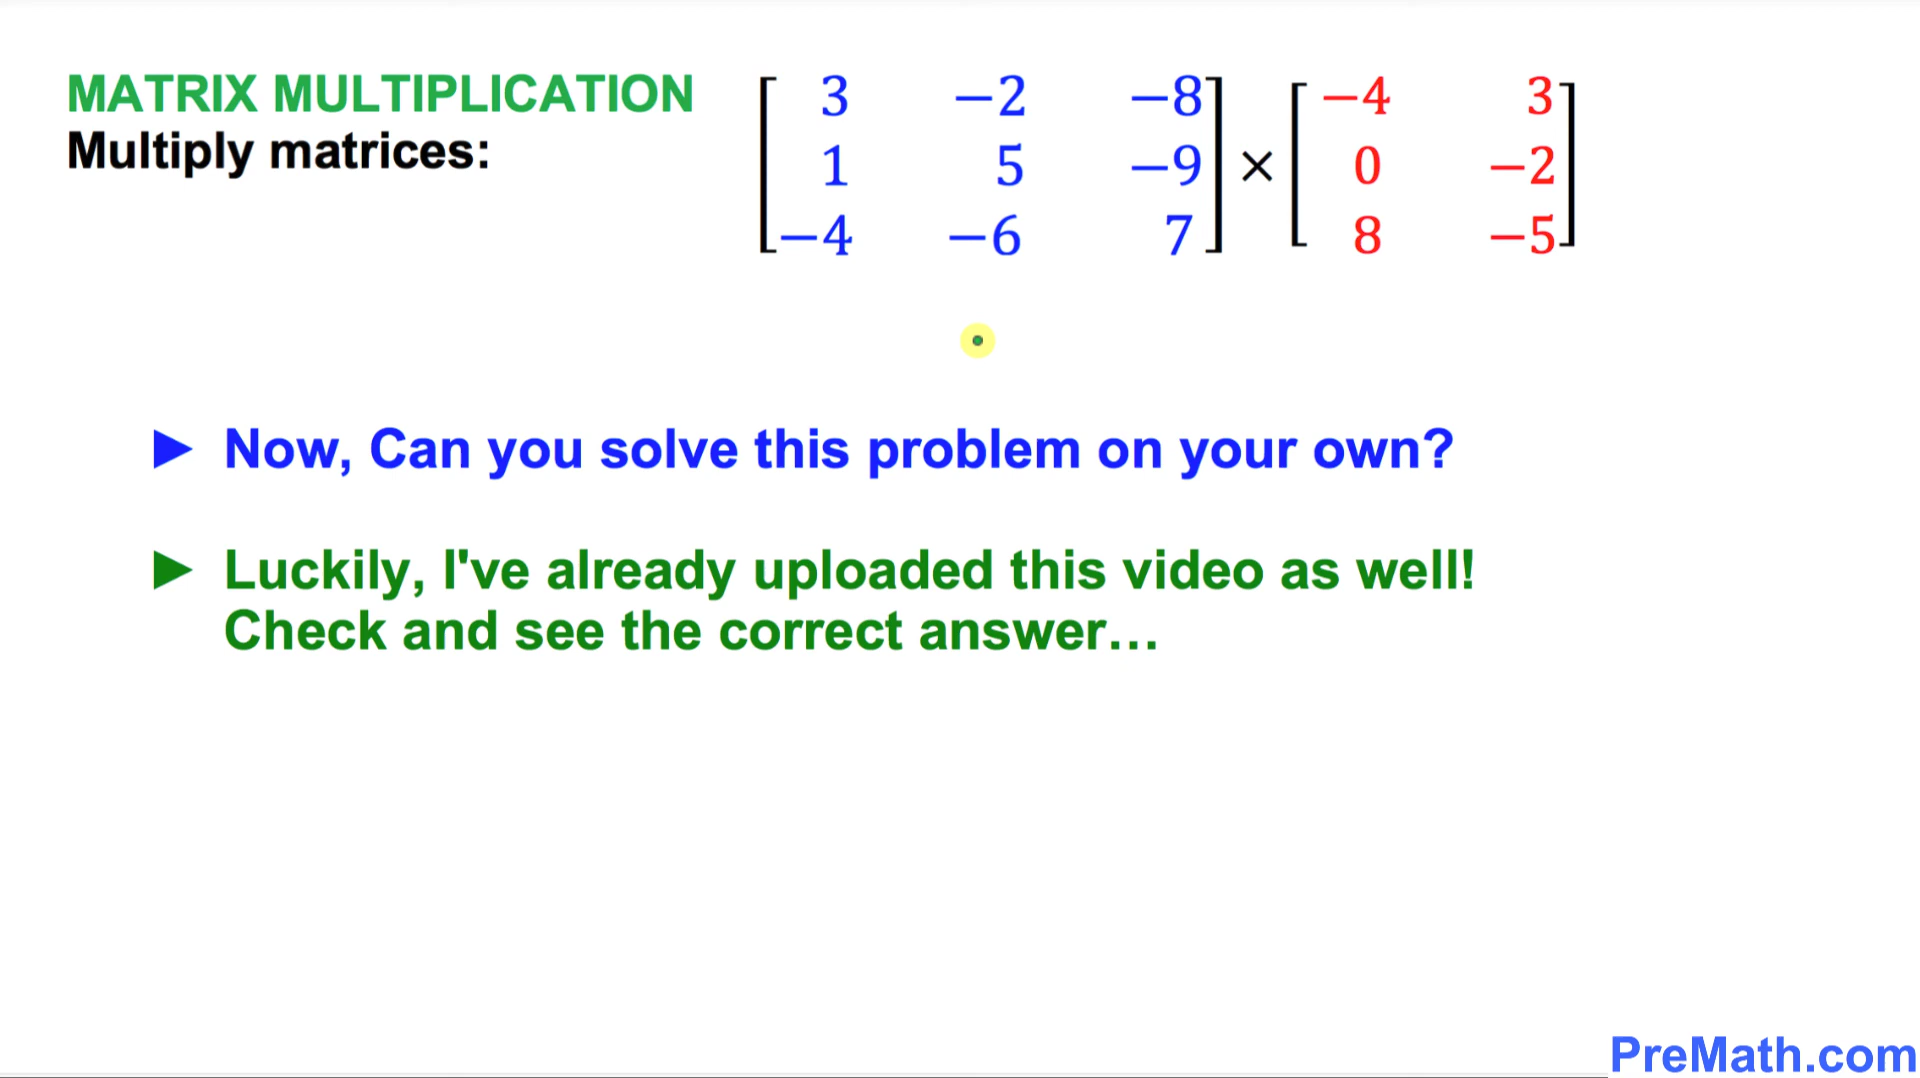 MATRIX MULTIPLICATION
Multiply matrices:
[ 3 −2 −8 ] × [ −4 3 ]
[ 1 5 −9 ] [ 0 −2 ]
[ −4 −6 7 ] [ 8 −5 ]
► Now, Can you solve this problem on your own?
► Luckily, I've already uploaded this video as well!
Check and see the correct answer...
PreMath.com